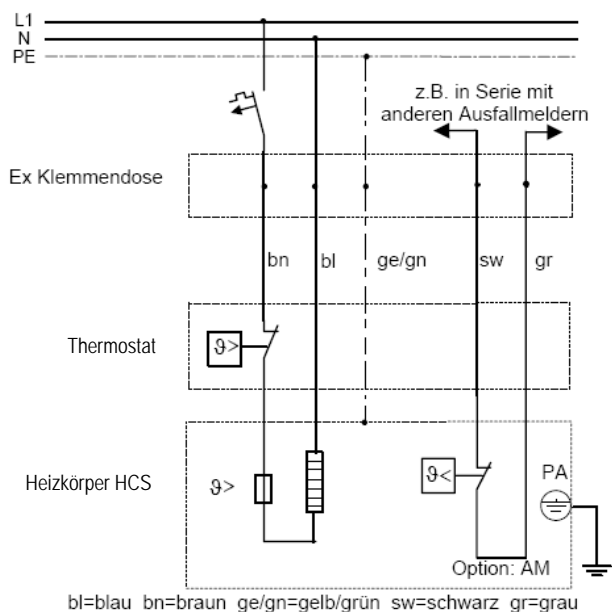 L1
N
PE
z.B. in Serie mit
anderen Ausfallmeldern
Ex Klemmendose
bn bl ge/gn sw gr
Thermostat
ϑ>
Heizkörper HCS
ϑ>
ϑ<
PA
Option: AM
bl=blau bn=braun ge/gn=gelb/grün sw=schwarz gr=grau